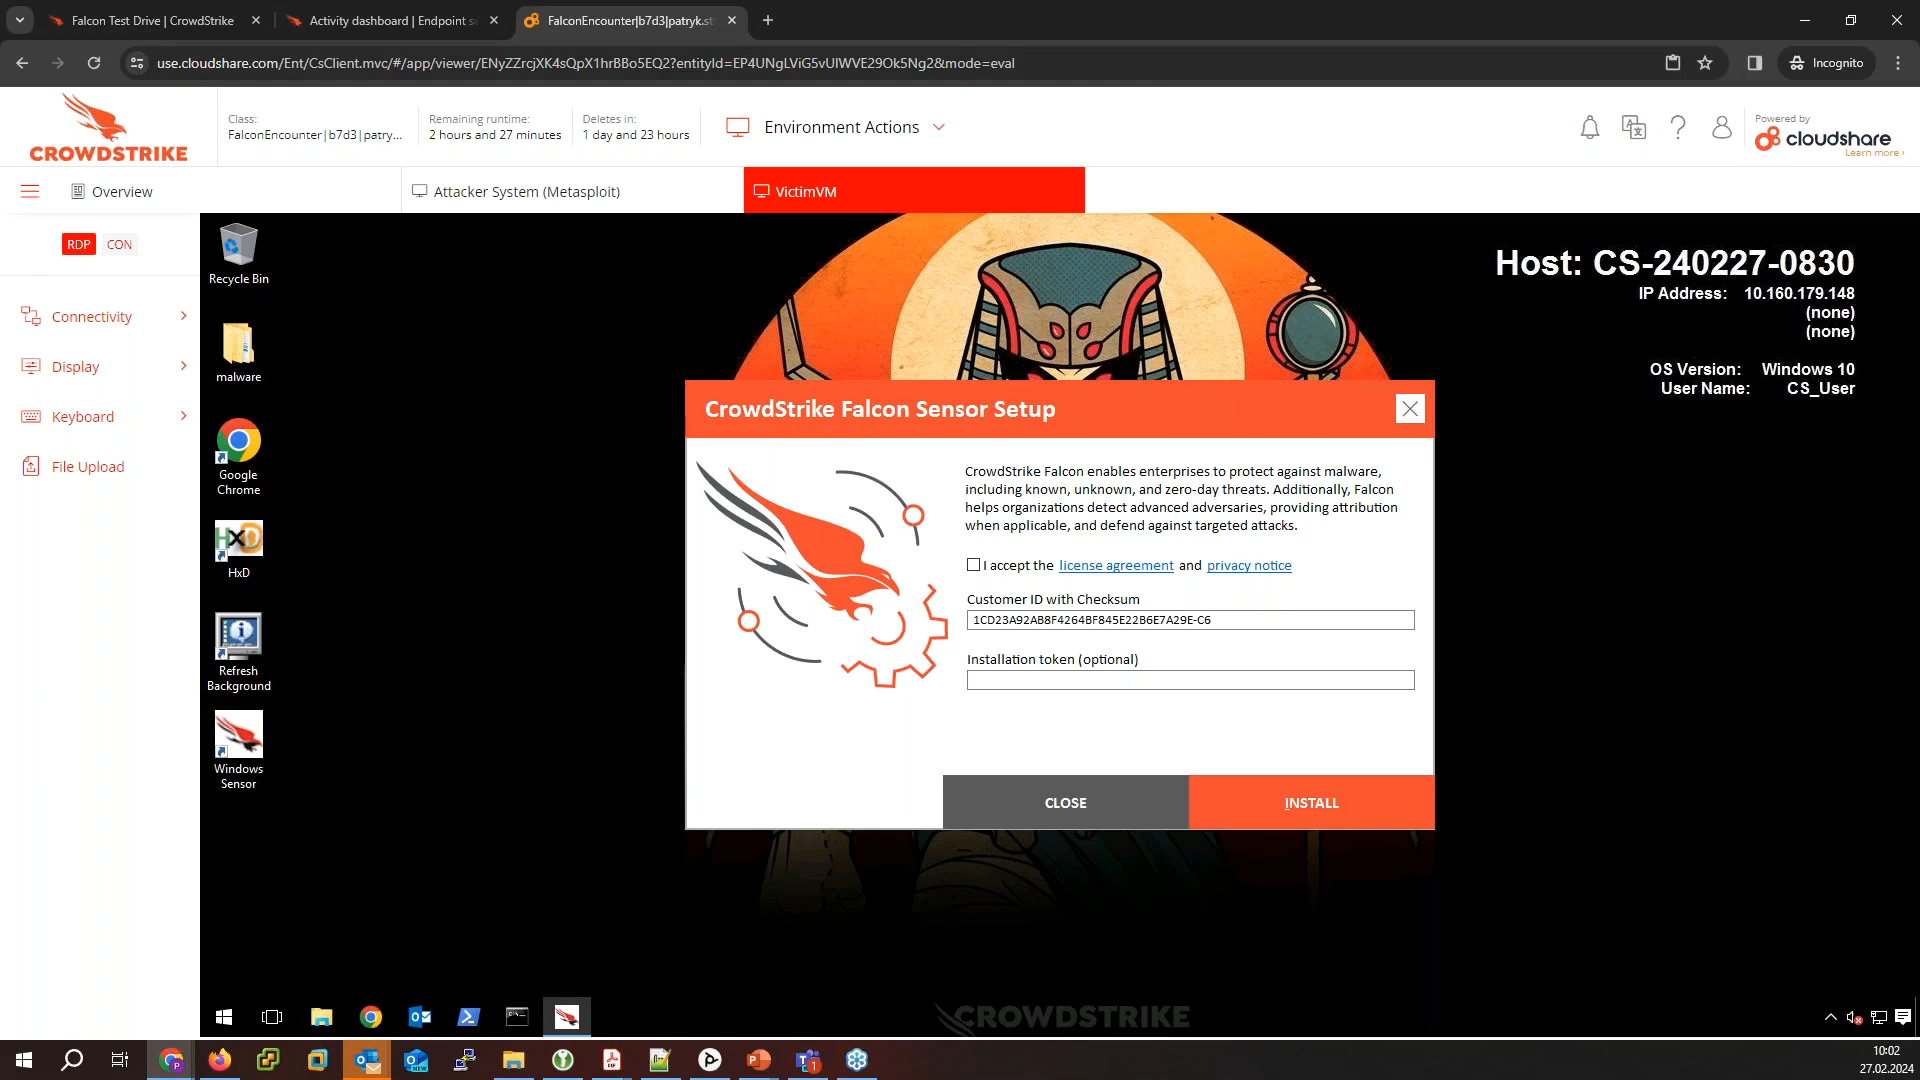 Falcon Test Drive | CrowdStrike
Activity dashboard | Endpoint se
FalconEncounter|b7d3|patryk.st
use.cloudshare.com/Ent/CsClient.mvc/#/app/viewer/ENyZZrcjXK4sQpX1hrBBo5EQ2?entityId=EP4UNgLViG5vUIWVE29Ok5Ng2&mode=eval
Incognito
CROWDSTRIKE
Class:
FalconEncounter|b7d3|patry...
Remaining runtime:
2 hours and 27 minutes
Deletes in:
1 day and 23 hours
Environment Actions
Powered by
cloudshare
Learn more ›
Overview
Attacker System (Metasploit)
VictimVM
RDP
CON
Connectivity
Display
Keyboard
File Upload
Recycle Bin
malware
Google
Chrome
HxD
Refresh
Background
Windows
Sensor
Host: CS-240227-0830
IP Address: 10.160.179.148
(none)
(none)
OS Version: Windows 10
User Name: CS_User
CrowdStrike Falcon Sensor Setup
CrowdStrike Falcon enables enterprises to protect against malware,
including known, unknown, and zero-day threats. Additionally, Falcon
helps organizations detect advanced adversaries, providing attribution
when applicable, and defend against targeted attacks.
I accept the license agreement and privacy notice
Customer ID with Checksum
1CD23A92AB8F4264BF845E22B6E7A29E-C6
Installation token (optional)
CLOSE
INSTALL
CROWDSTRIKE
10:02
27.02.2024